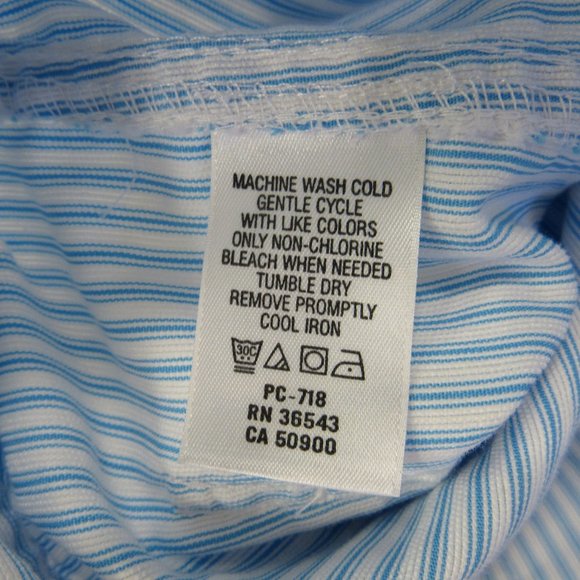 MACHINE WASH COLD
GENTLE CYCLE
WITH LIKE COLORS
ONLY NON-CHLORINE
BLEACH WHEN NEEDED
TUMBLE DRY
REMOVE PROMPTLY
COOL IRON
30C
PC-718
RN 36543
CA 50900